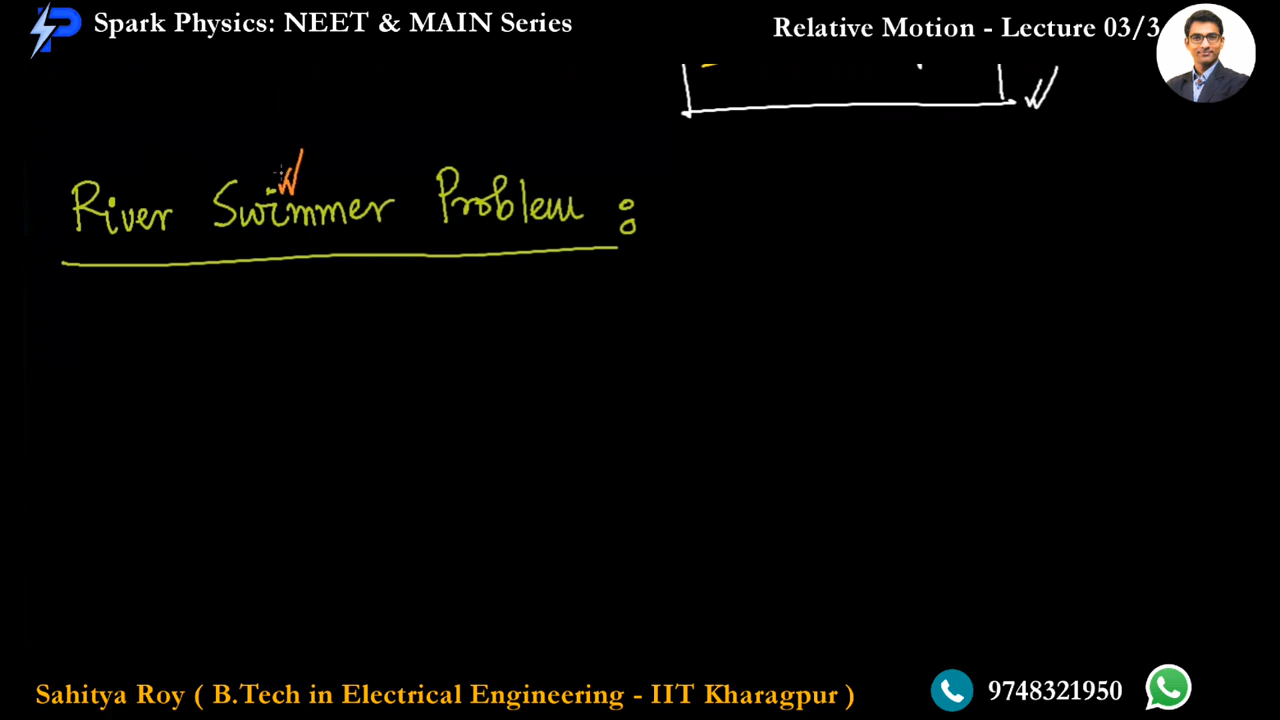 Spark Physics: NEET & MAIN Series
Relative Motion - Lecture 03/3
River Swimmer Problem :
Sahitya Roy ( B.Tech in Electrical Engineering - IIT Kharagpur )
9748321950